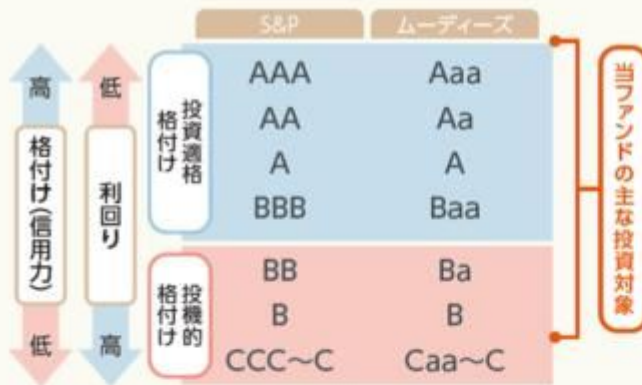 S&P ムーディーズ
高
格付け(信用力)
低
低
利回り
高
投資適格
格付け
AAA Aaa
AA Aa
A A
BBB Baa
投機的
格付け
BB Ba
B B
CCC～C Caa～C
当ファンドの主な投資対象